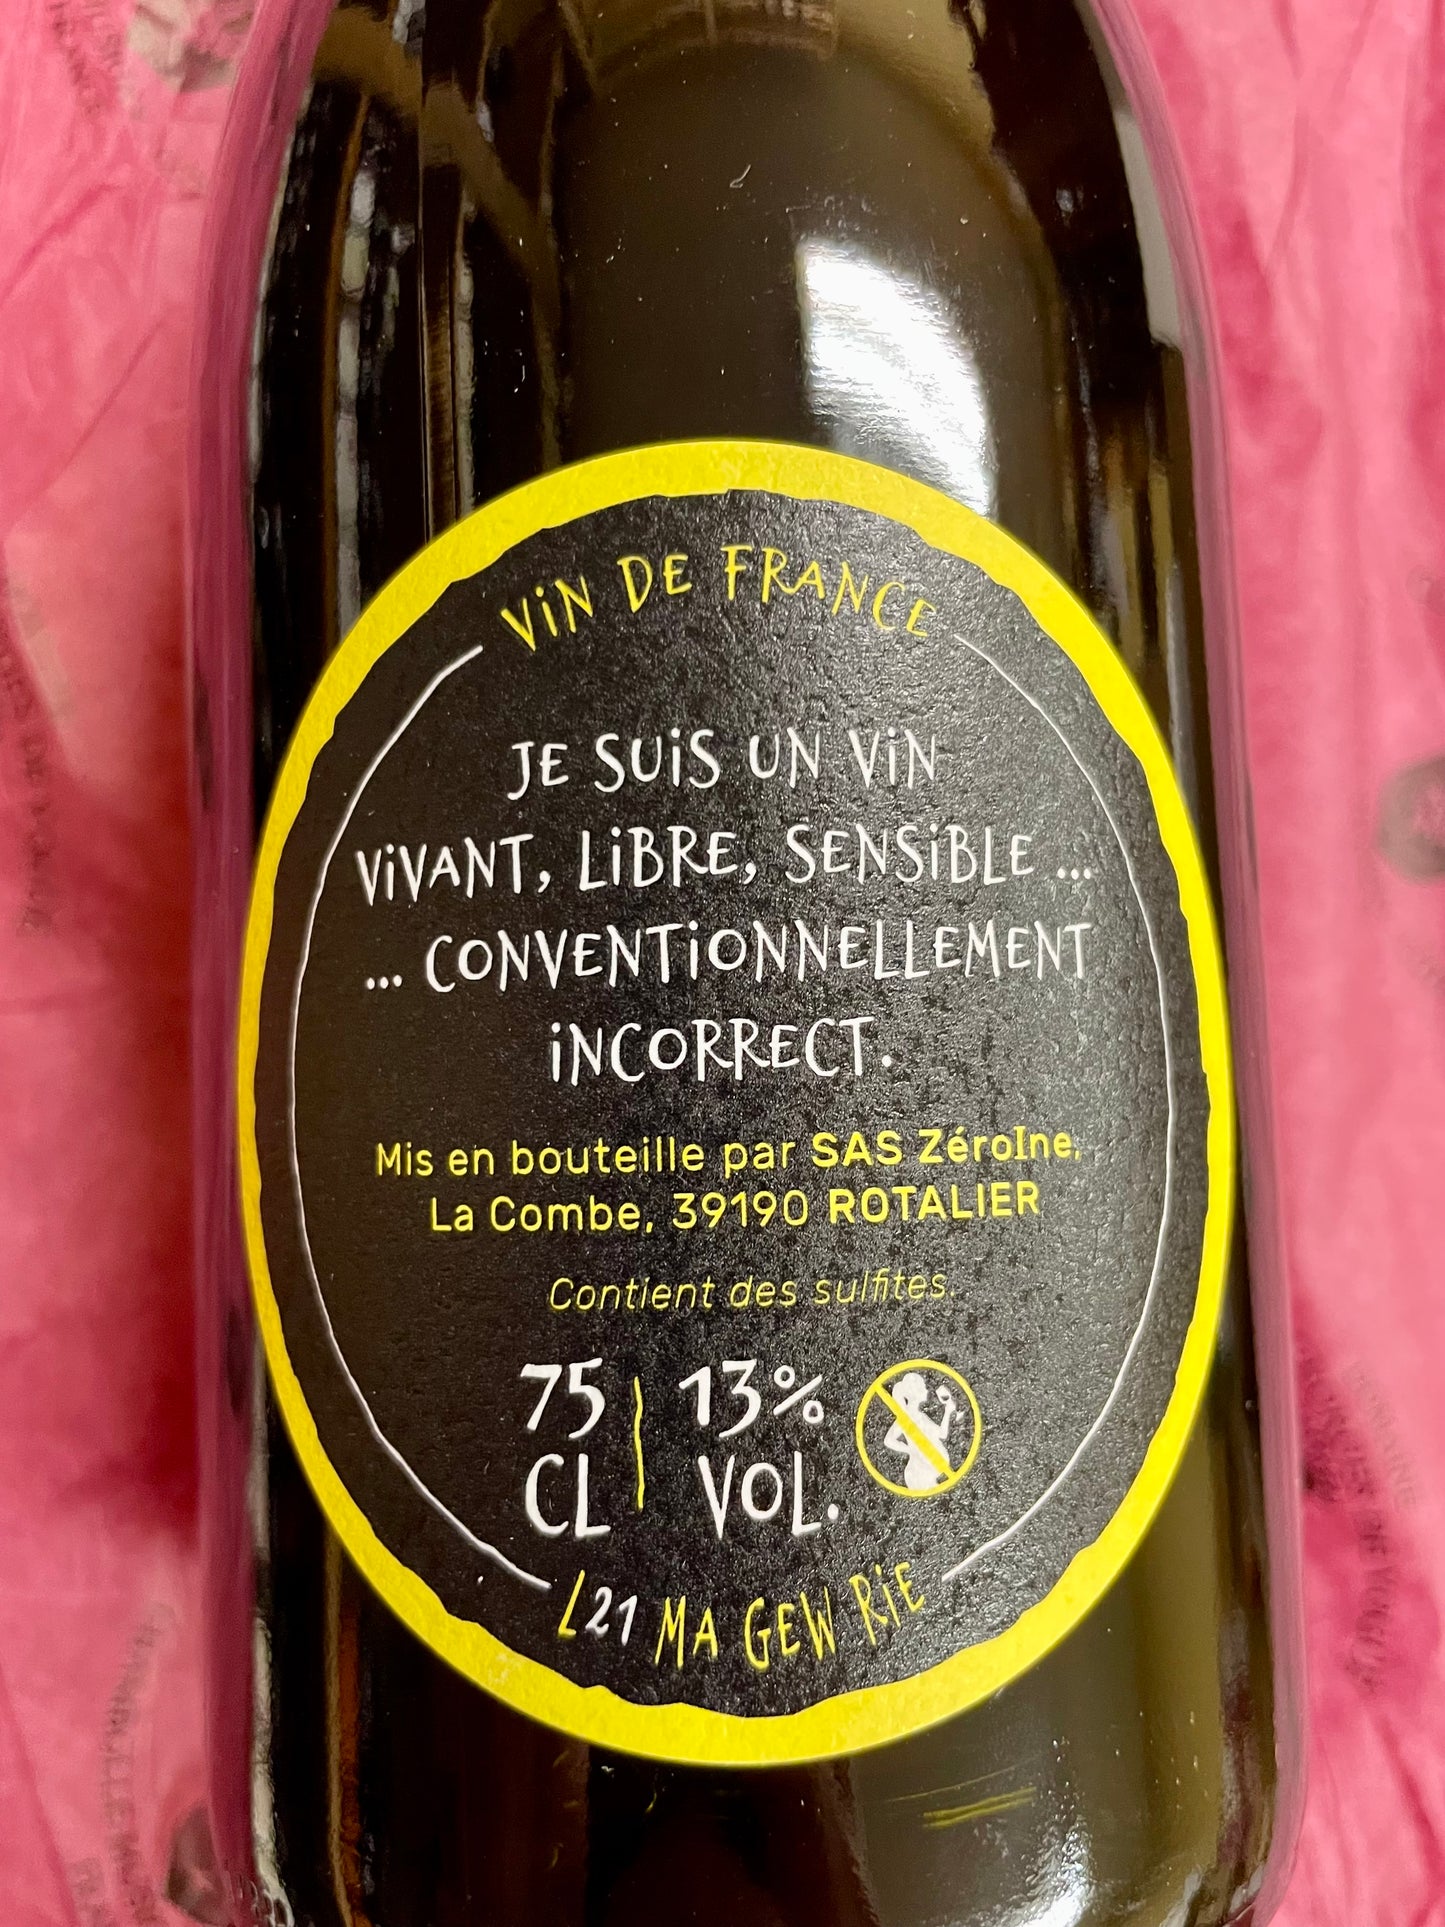 ViN DE FRANCE
JE SUiS UN ViN
ViVANT, LiBRE, SENSiBLE ...
... CONVENTiONNELLEMENT
iNCORRECT.
Mis en bouteille par SAS ZéroIne,
La Combe, 39190 ROTALIER
Contient des sulfites.
75 CL
13% VOL.
L21 MA GEW RiE